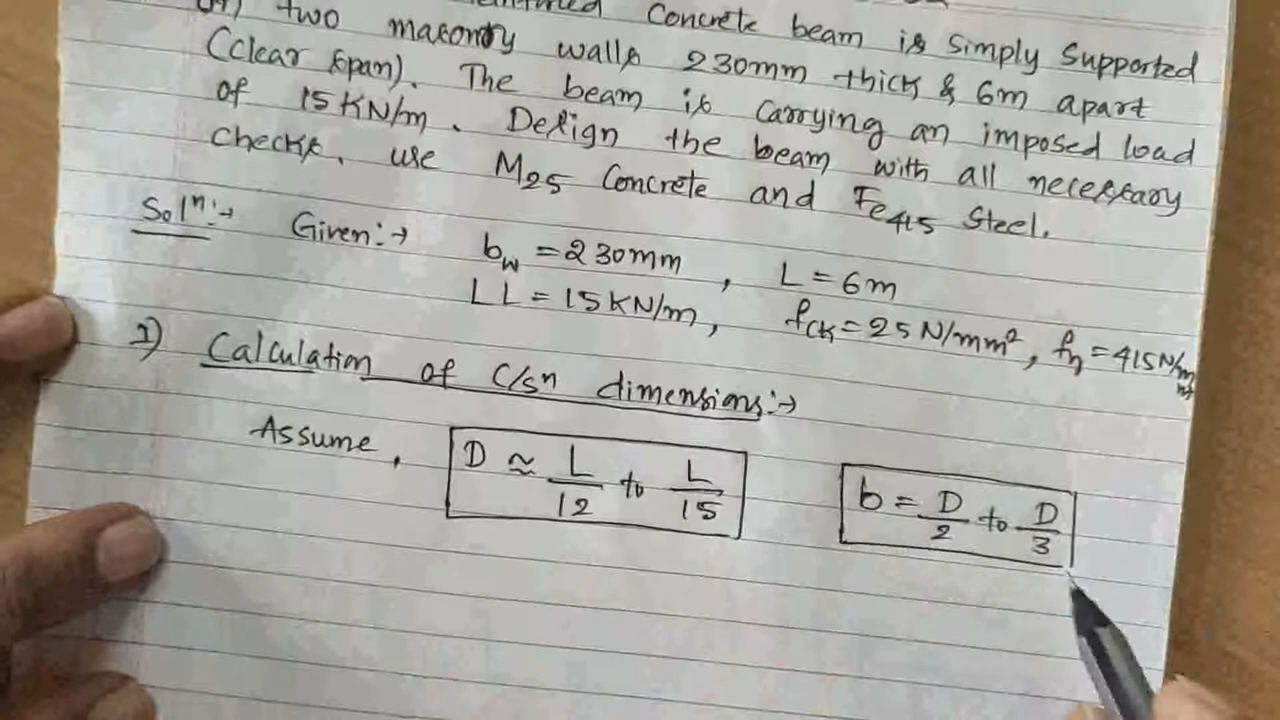 Concrete beam is simply supported
two masonry walls 230mm thick & 6m apart
(clear span). The beam is carrying an imposed load
of 15KN/m. Design the beam with all necessary
checks. use M25 Concrete and Fe415 Steel.
Solⁿ:→ Given:→ bw = 230mm, L = 6m
LL = 15KN/m, fck = 25 N/mm², fy = 415N/mm²
1) Calculation of C/Sⁿ dimensions:→
Assume, D ≃ L/12 to L/15 b = D/2 to D/3